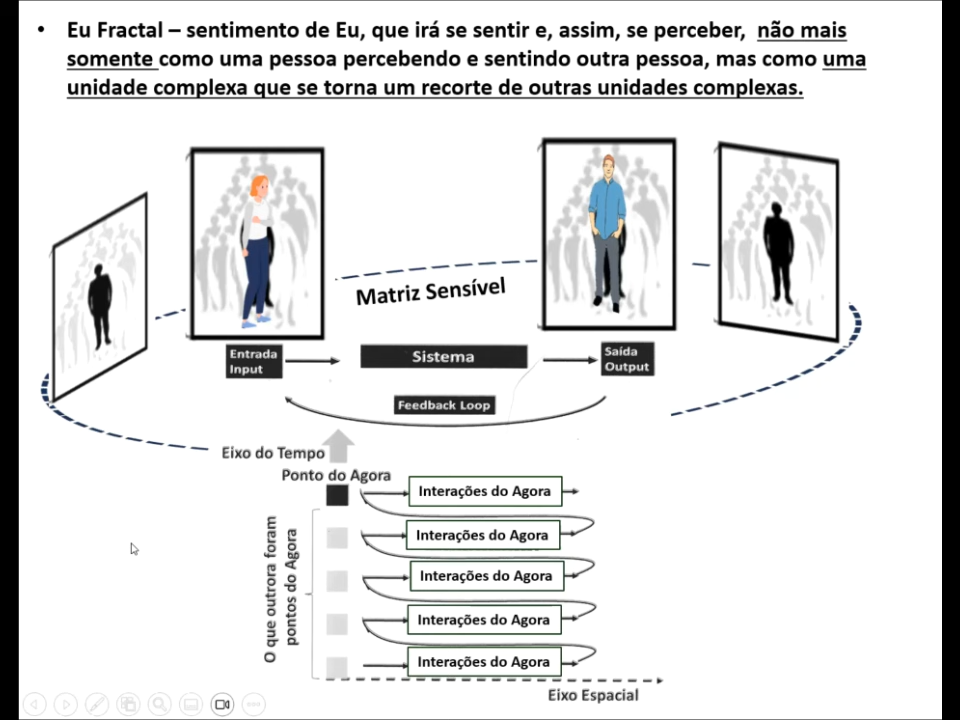 • Eu Fractal – sentimento de Eu, que irá se sentir e, assim, se perceber, não mais
somente como uma pessoa percebendo e sentindo outra pessoa, mas como uma
unidade complexa que se torna um recorte de outras unidades complexas.
Matriz Sensível
Entrada
Input
Sistema
Saída
Output
Feedback Loop
Eixo do Tempo
Ponto do Agora
O que outrora foram
pontos do Agora
Interações do Agora
Interações do Agora
Interações do Agora
Interações do Agora
Interações do Agora
Eixo Espacial